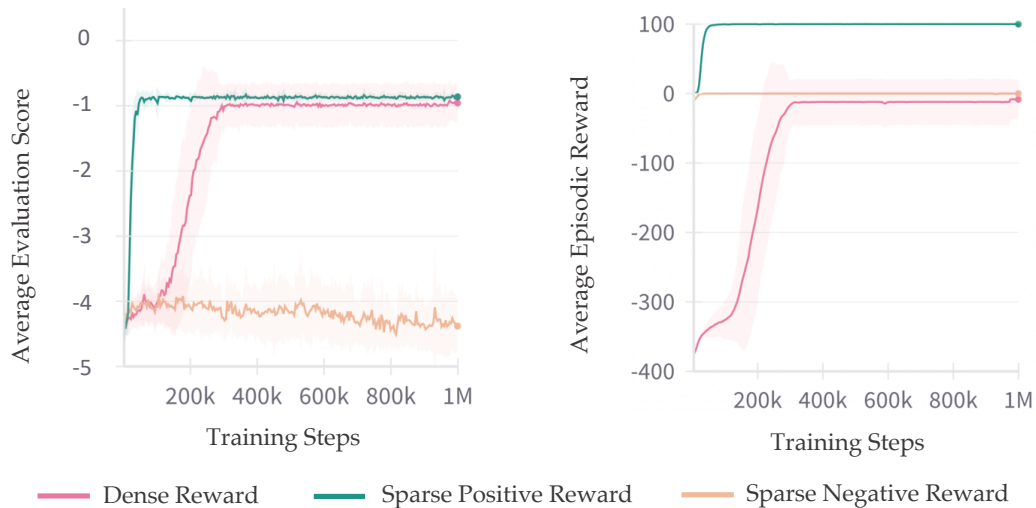 Average Evaluation Score
0
-1
-2
-3
-4
-5
200k 400k 600k 800k 1M
Training Steps
Average Episodic Reward
100
0
-100
-200
-300
-400
200k 400k 600k 800k 1M
Training Steps
Dense Reward Sparse Positive Reward Sparse Negative Reward